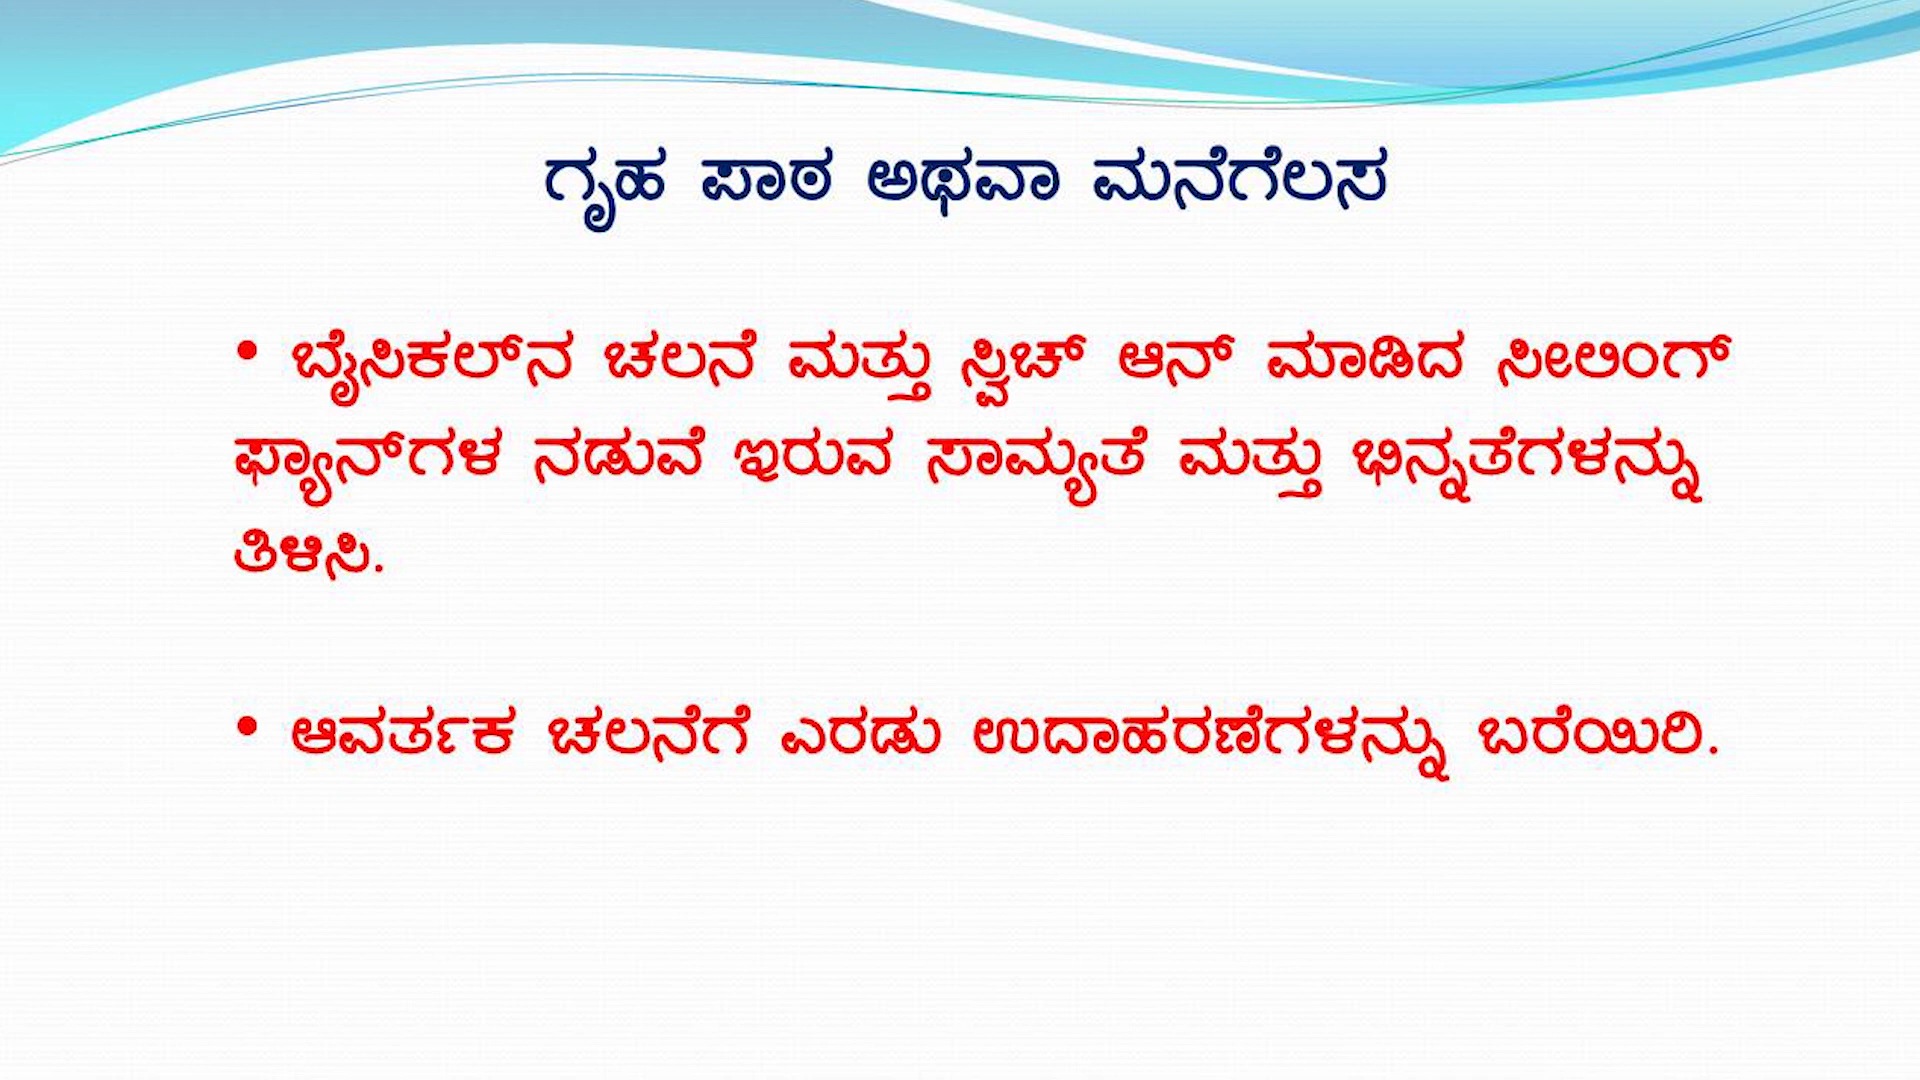 ಗೃಹ ಪಾಠ ಅಥವಾ ಮನೆಗೆಲಸ
• ಬೈಸಿಕಲ್‌ನ ಚಲನೆ ಮತ್ತು ಸ್ವಿಚ್ ಆನ್ ಮಾಡಿದ ಸೀಲಿಂಗ್
ಫ್ಯಾನ್‌ಗಳ ನಡುವೆ ಇರುವ ಸಾಮ್ಯತೆ ಮತ್ತು ಭಿನ್ನತೆಗಳನ್ನು
ತಿಳಿಸಿ.
• ಆವರ್ತಕ ಚಲನೆಗೆ ಎರಡು ಉದಾಹರಣೆಗಳನ್ನು ಬರೆಯಿರಿ.